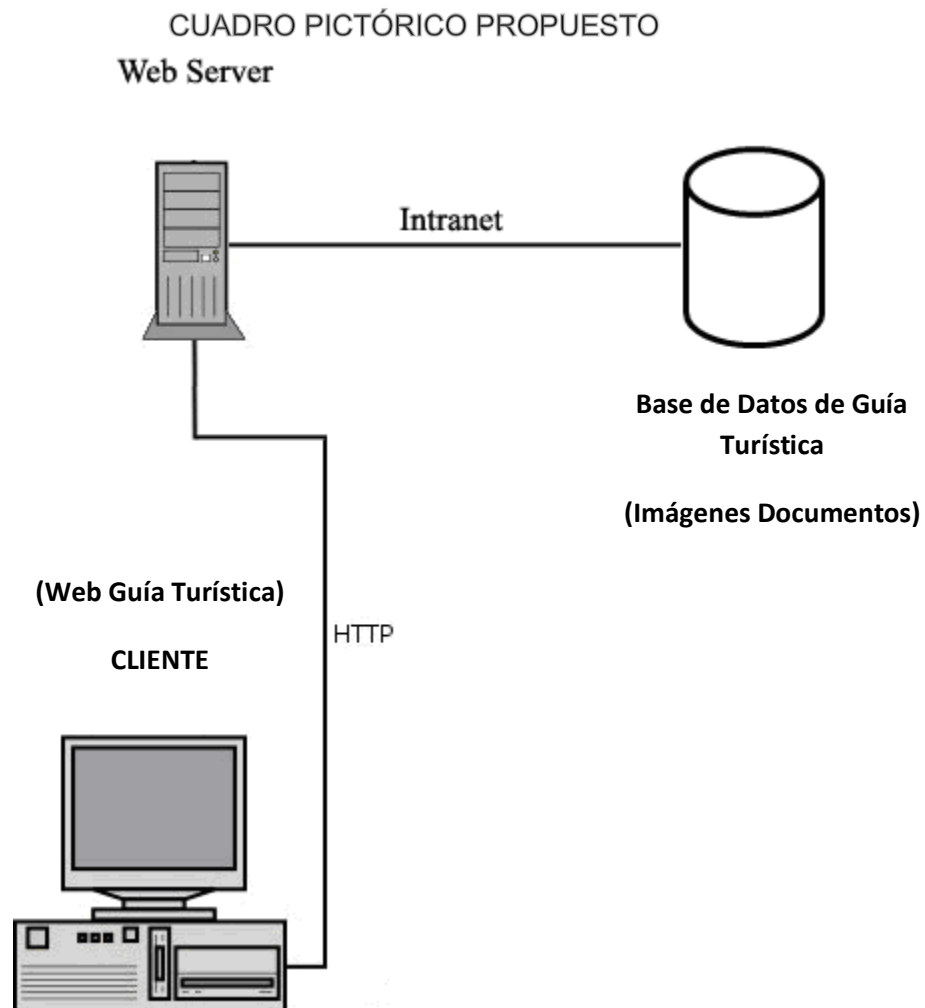 CUADRO PICTÓRICO PROPUESTO
Web Server
Intranet
Base de Datos de Guía
Turística
(Imágenes Documentos)
(Web Guía Turística)
HTTP
CLIENTE